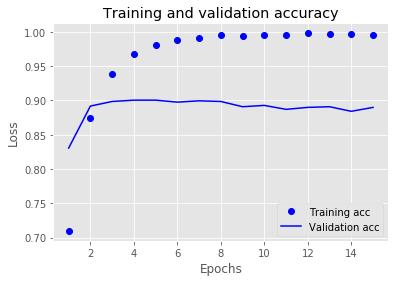 Training and validation accuracy
1.00
0.95
0.90
0.85
0.80
0.75
0.70
Loss
2
4
6
8
10
12
14
Epochs
Training acc
Validation acc